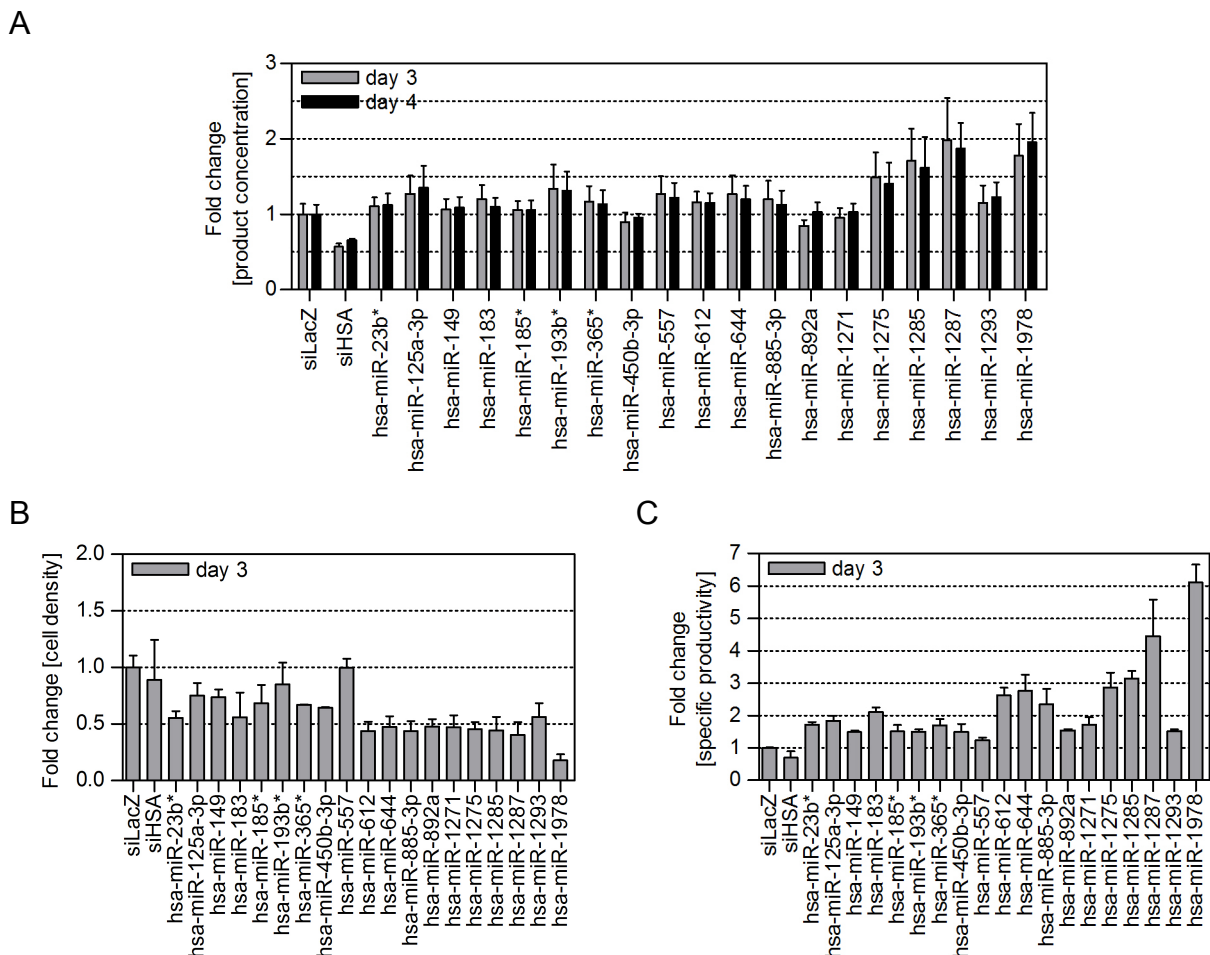 A
Fold change
[product concentration]
3
2
1
0
day 3
day 4
siLacZ
siHSA
hsa-miR-23b*
hsa-miR-125a-3p
hsa-miR-149
hsa-miR-183
hsa-miR-185*
hsa-miR-193b*
hsa-miR-365*
hsa-miR-450b-3p
hsa-miR-557
hsa-miR-612
hsa-miR-644
hsa-miR-885-3p
hsa-miR-892a
hsa-miR-1271
hsa-miR-1275
hsa-miR-1285
hsa-miR-1287
hsa-miR-1293
hsa-miR-1978
B
Fold change [cell density]
2.0
1.5
1.0
0.5
0.0
day 3
siLacZ
siHSA
hsa-miR-23b*
hsa-miR-125a-3p
hsa-miR-149
hsa-miR-183
hsa-miR-185*
hsa-miR-193b*
hsa-miR-365*
hsa-miR-450b-3p
hsa-miR-557
hsa-miR-612
hsa-miR-644
hsa-miR-885-3p
hsa-miR-892a
hsa-miR-1271
hsa-miR-1275
hsa-miR-1285
hsa-miR-1287
hsa-miR-1293
hsa-miR-1978
C
Fold change
[specific productivity]
7
6
5
4
3
2
1
0
day 3
siLacZ
siHSA
hsa-miR-23b*
hsa-miR-125a-3p
hsa-miR-149
hsa-miR-183
hsa-miR-185*
hsa-miR-193b*
hsa-miR-365*
hsa-miR-450b-3p
hsa-miR-557
hsa-miR-612
hsa-miR-644
hsa-miR-885-3p
hsa-miR-892a
hsa-miR-1271
hsa-miR-1275
hsa-miR-1285
hsa-miR-1287
hsa-miR-1293
hsa-miR-1978